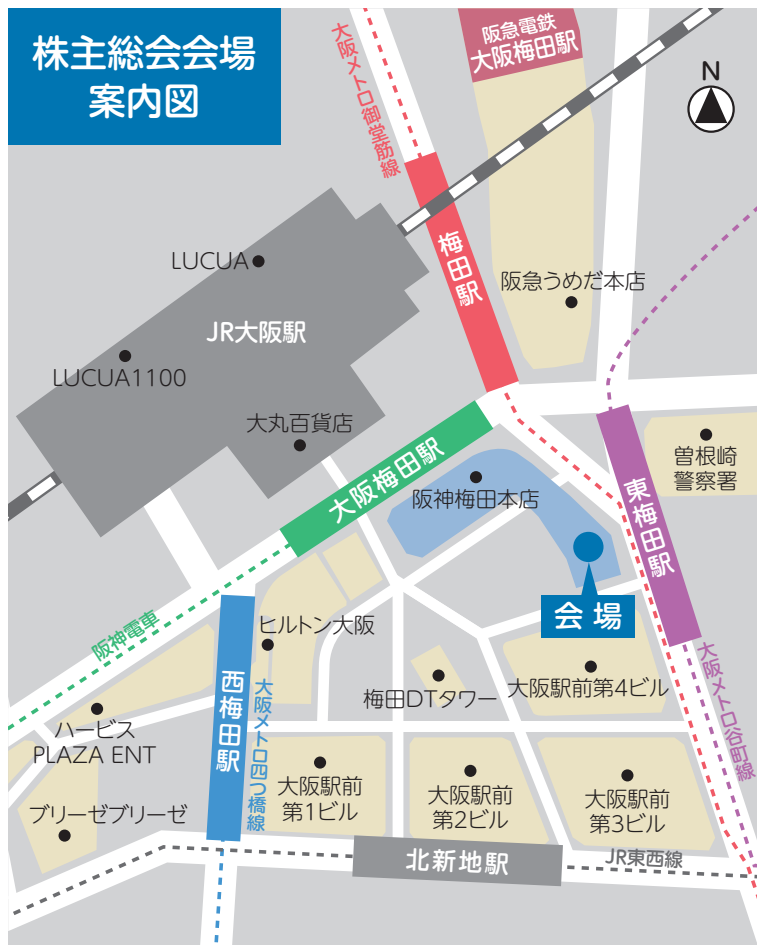 株主総会会場
案内図
大阪メトロ御堂筋線
阪急電鉄
大阪梅田駅
N
梅田駅
阪急うめだ本店
LUCUA
JR大阪駅
LUCUA1100
大丸百貨店
大阪梅田駅
阪神梅田本店
曽根崎
警察署
東梅田駅
会場
阪神電車
ヒルトン大阪
西梅田駅
大阪メトロ四つ橋線
梅田DTタワー
大阪駅前第4ビル
大阪メトロ谷町線
ハービス
PLAZA ENT
ブリーゼブリーゼ
大阪駅前
第1ビル
大阪駅前
第2ビル
大阪駅前
第3ビル
北新地駅
JR東西線